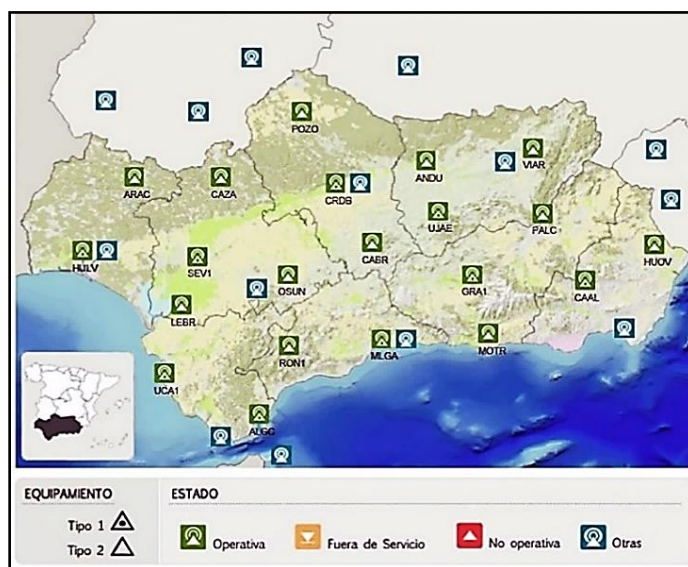 POZO
ARAC
CAZA
CRDB
ANDU
VIAR
UJAE
PALC
HULV
SEV1
CABR
HUOV
OSUN
GRA1
CAAL
LEBR
RON1
MLGA
MOTR
UCA1
ALGC
EQUIPAMIENTO
Tipo 1
Tipo 2
ESTADO
Operativa
Fuera de Servicio
No operativa
Otras